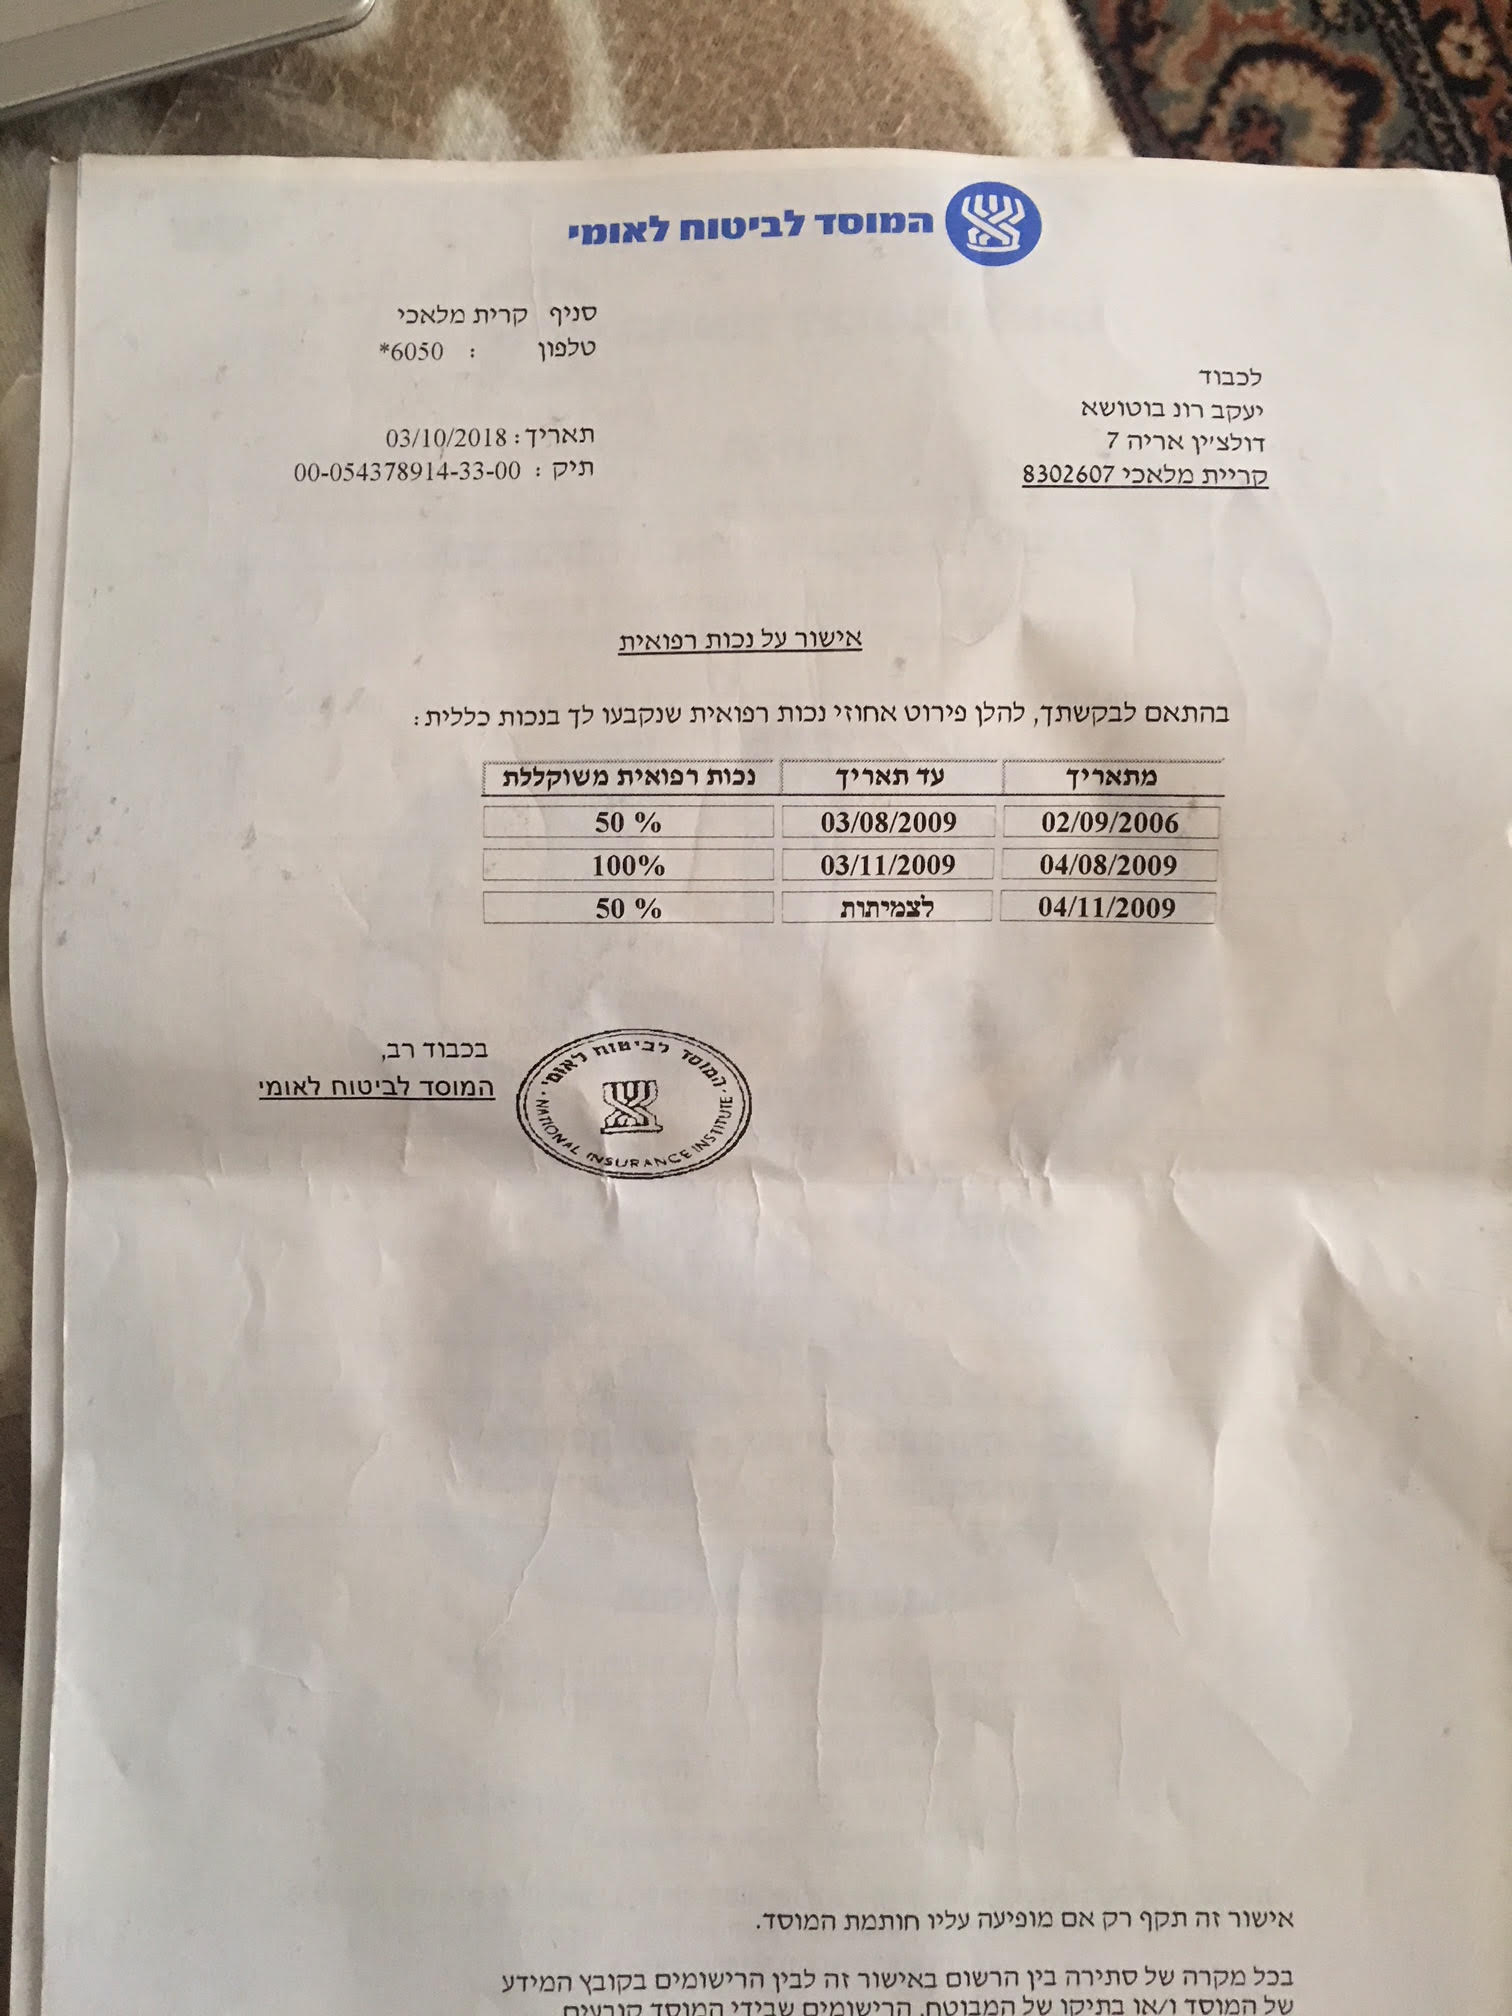 המוסד לביטוח לאומי
סניף קרית מלאכי
טלפון : 6050*
לכבוד
יעקב רונ בוטושא
דולצ'ין אריה 7
קריית מלאכי 8302607
תאריך: 03/10/2018
תיק : 00-054378914-33-00
אישור על נכות רפואית
בהתאם לבקשתך, להלן פירוט אחוזי נכות רפואית שנקבעו לך בנכות כללית:
מתאריך עד תאריך נכות רפואית משוקללת
02/09/2006 03/08/2009 50 %
04/08/2009 03/11/2009 100%
04/11/2009 לצמיתות 50 %
בכבוד רב,
המוסד לביטוח לאומי
המוסד לביטוח לאומי
NATIONAL INSURANCE INSTITUTE
אישור זה תקף רק אם מופיעה עליו חותמת המוסד.
בכל מקרה של סתירה בין הרשום באישור זה לבין הרישומים בקובץ המידע
של המוסד ו/או בתיקו של המבוטח, הרישומים שבידי המוסד קובעים